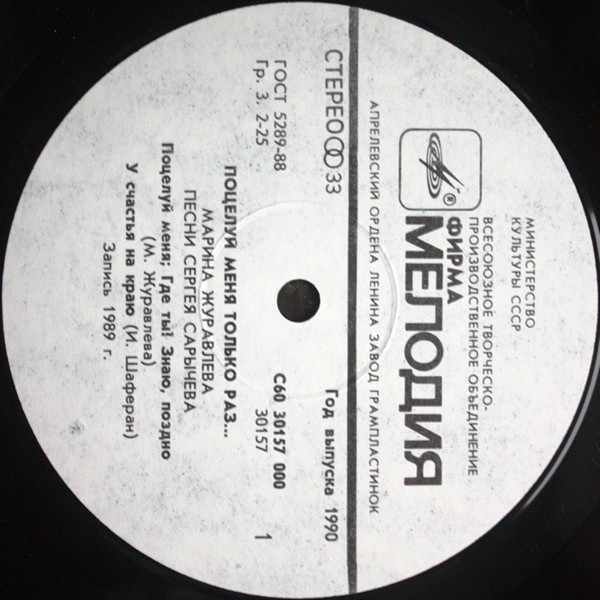 МИНИСТЕРСТВО
КУЛЬТУРЫ СССР
ВСЕСОЮЗНОЕ ТВОРЧЕСКО-
ПРОИЗВОДСТВЕННОЕ ОБЪЕДИНЕНИЕ
ФИРМА
МЕЛОДИЯ
®
АПРЕЛЕВСКИЙ ОРДЕНА ЛЕНИНА ЗАВОД ГРАМПЛАСТИНОК
СТЕРЕО 33
Год выпуска 1990
ГОСТ 5289-88
Гр. 3. 2-25
С60 30157 000
30157 1
ПОЦЕЛУЙ МЕНЯ ТОЛЬКО РАЗ...
МАРИНА ЖУРАВЛЕВА
ПЕСНИ СЕРГЕЯ САРЫЧЕВА
Поцелуй меня; Где ты! Знаю, поздно
(М. Журавлева)
У счастья на краю (И. Шаферан)
Запись 1989 г.